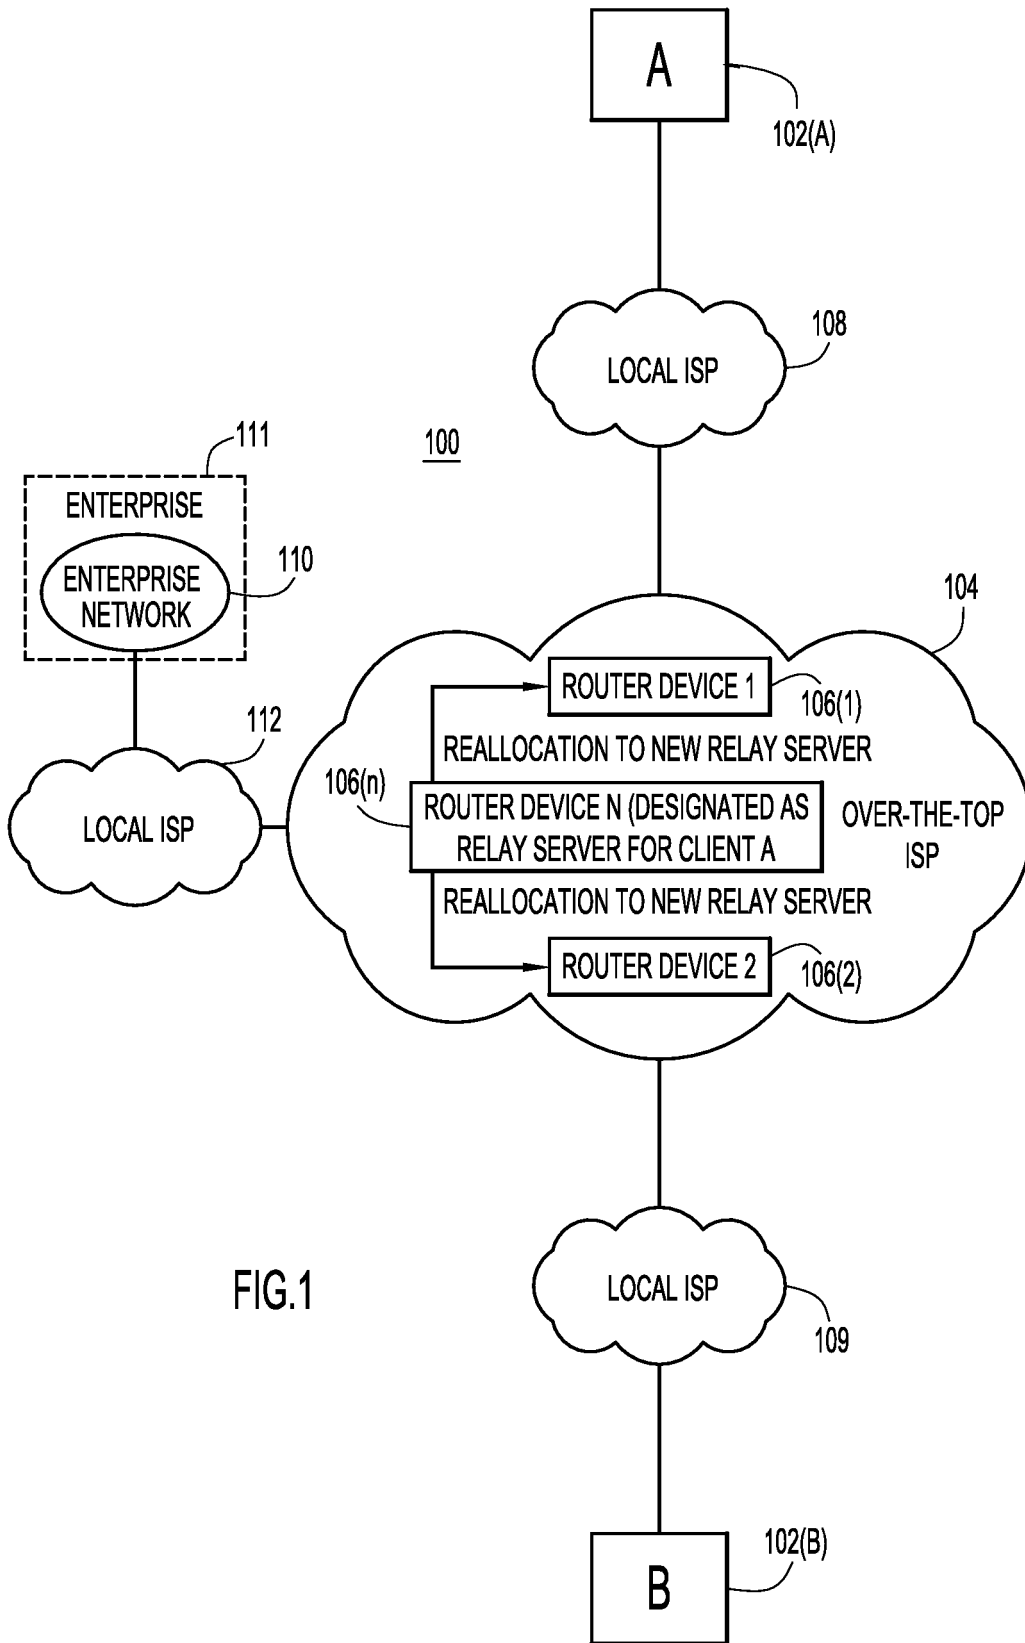 A
102(A)
108
LOCAL ISP
100
111
ENTERPRISE
ENTERPRISE
NETWORK
110
104
ROUTER DEVICE 1
106(1)
REALLOCATION TO NEW RELAY SERVER
112
106(n)
ROUTER DEVICE N (DESIGNATED AS
RELAY SERVER FOR CLIENT A
OVER-THE-TOP
ISP
LOCAL ISP
REALLOCATION TO NEW RELAY SERVER
ROUTER DEVICE 2
106(2)
FIG.1
LOCAL ISP
109
102(B)
B